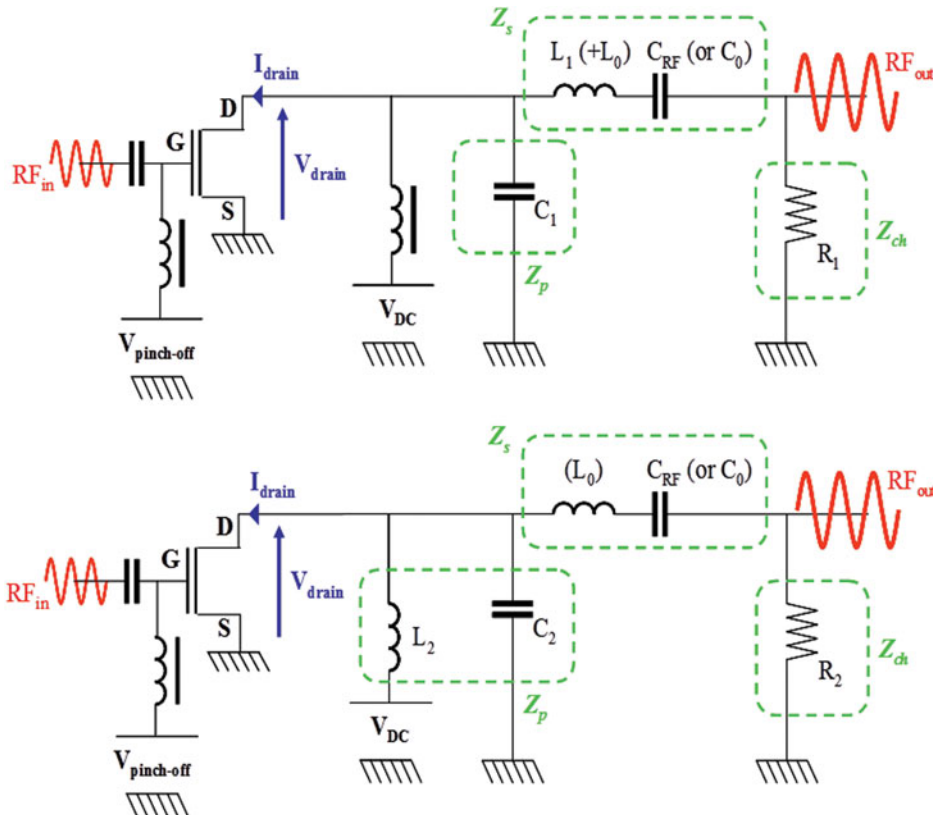 Z_s
L_1 (+L_0) C_RF (or C_0)
RF_out
I_drain
D
G
V_drain
RF_in
S
C_1
Z_p
R_1
Z_ch
V_DC
V_pinch-off
Z_s
(L_0) C_RF (or C_0)
RF_out
I_drain
D
G
V_drain
RF_in
S
L_2
C_2
Z_p
R_2
Z_ch
V_DC
V_pinch-off